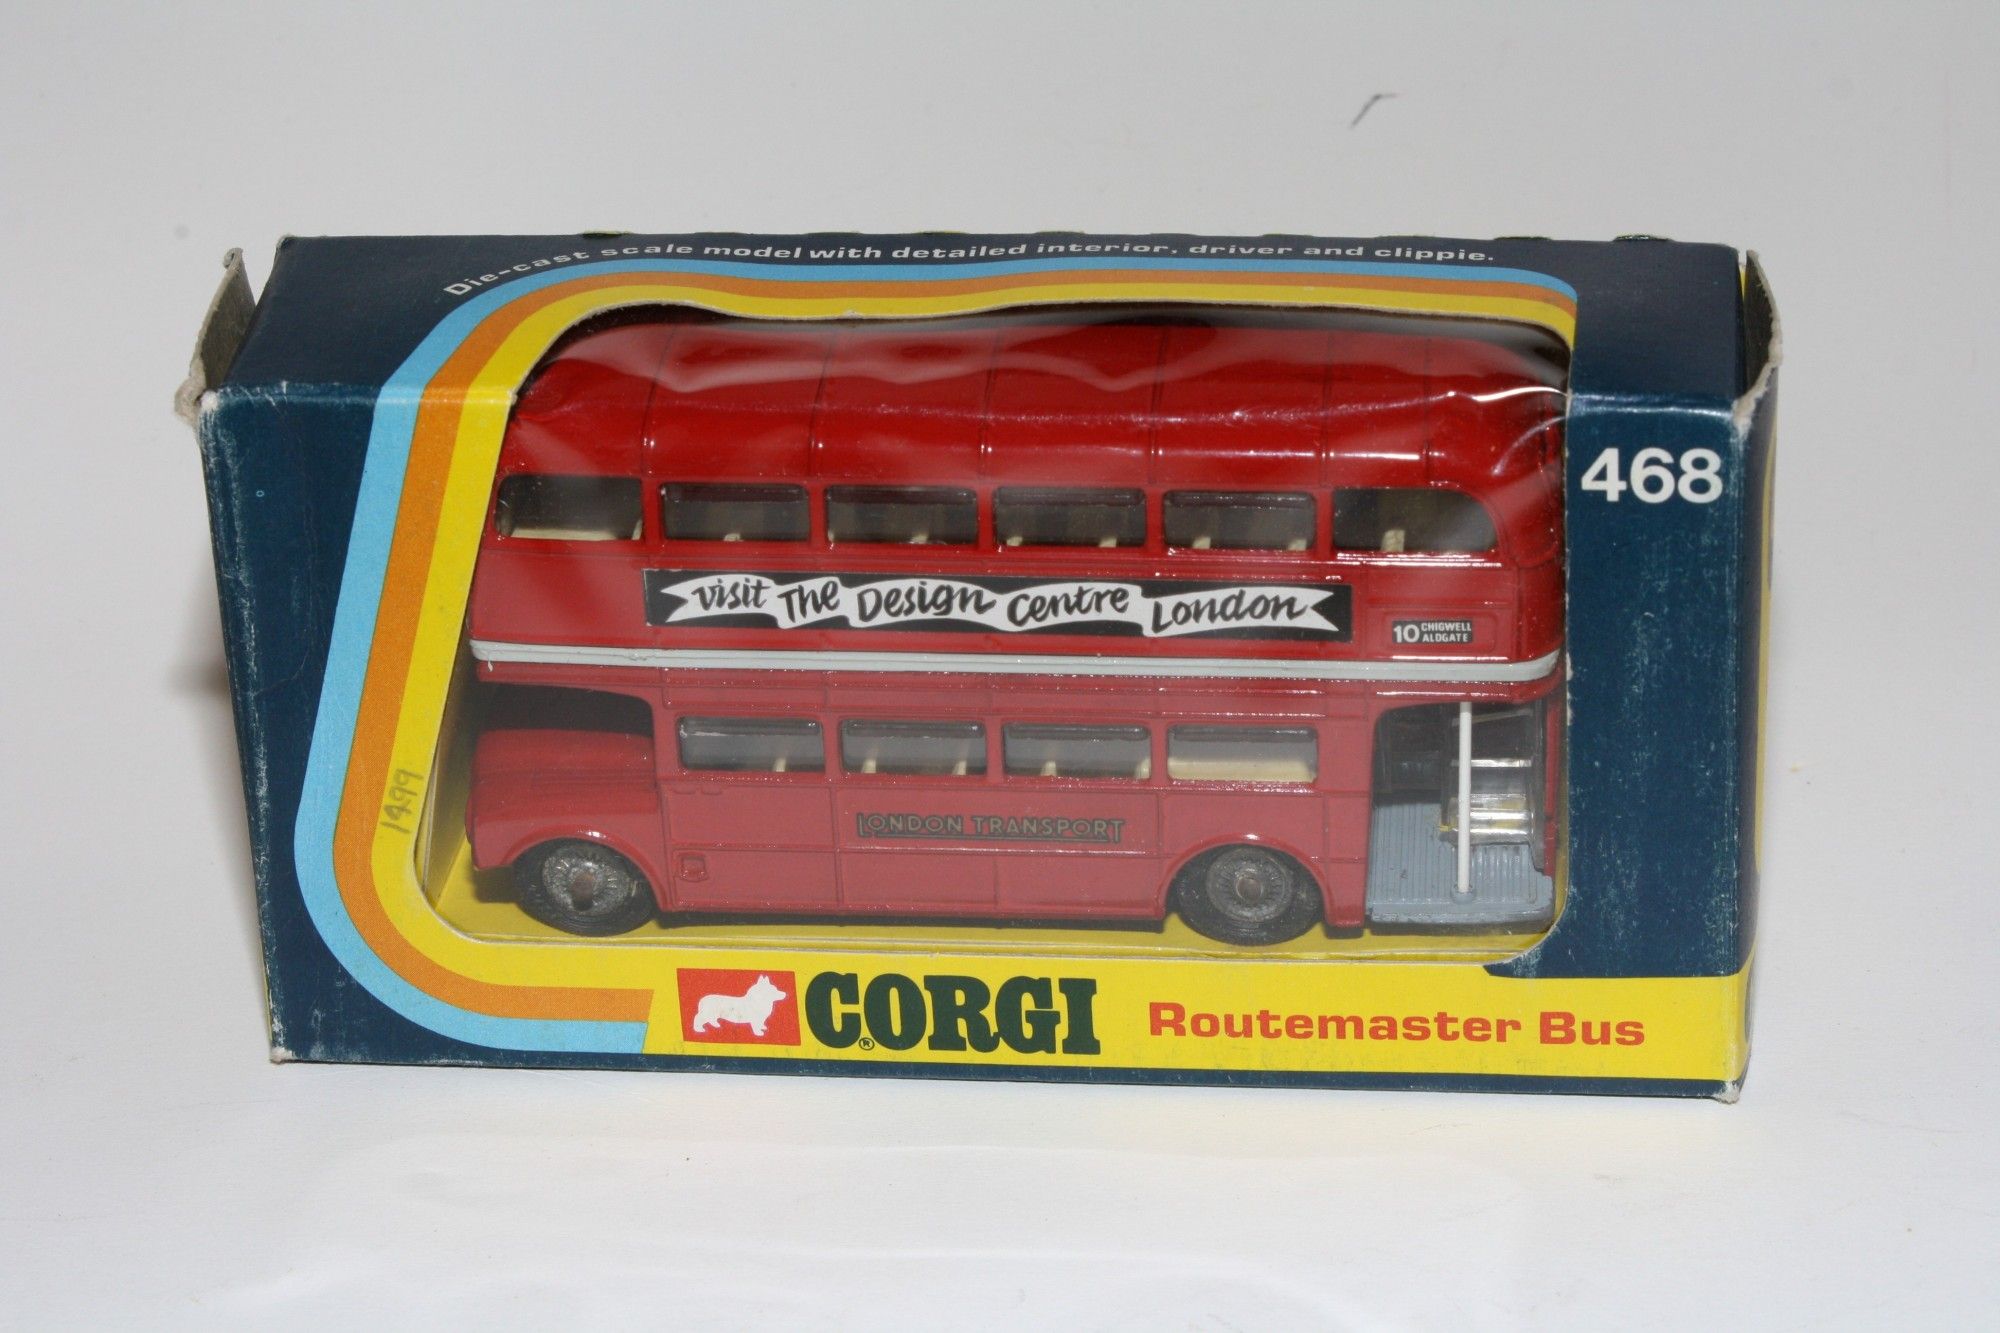 Die-cast scale model with detailed interior, driver and clippie.
468
visit The Design Centre London
10 CHIGWELL
ALDGATE
LONDON TRANSPORT
1499
CORGI
®
Routemaster Bus